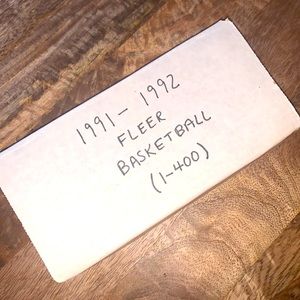 1991- 1992
FLEER
BASKETBALL
(1-400)